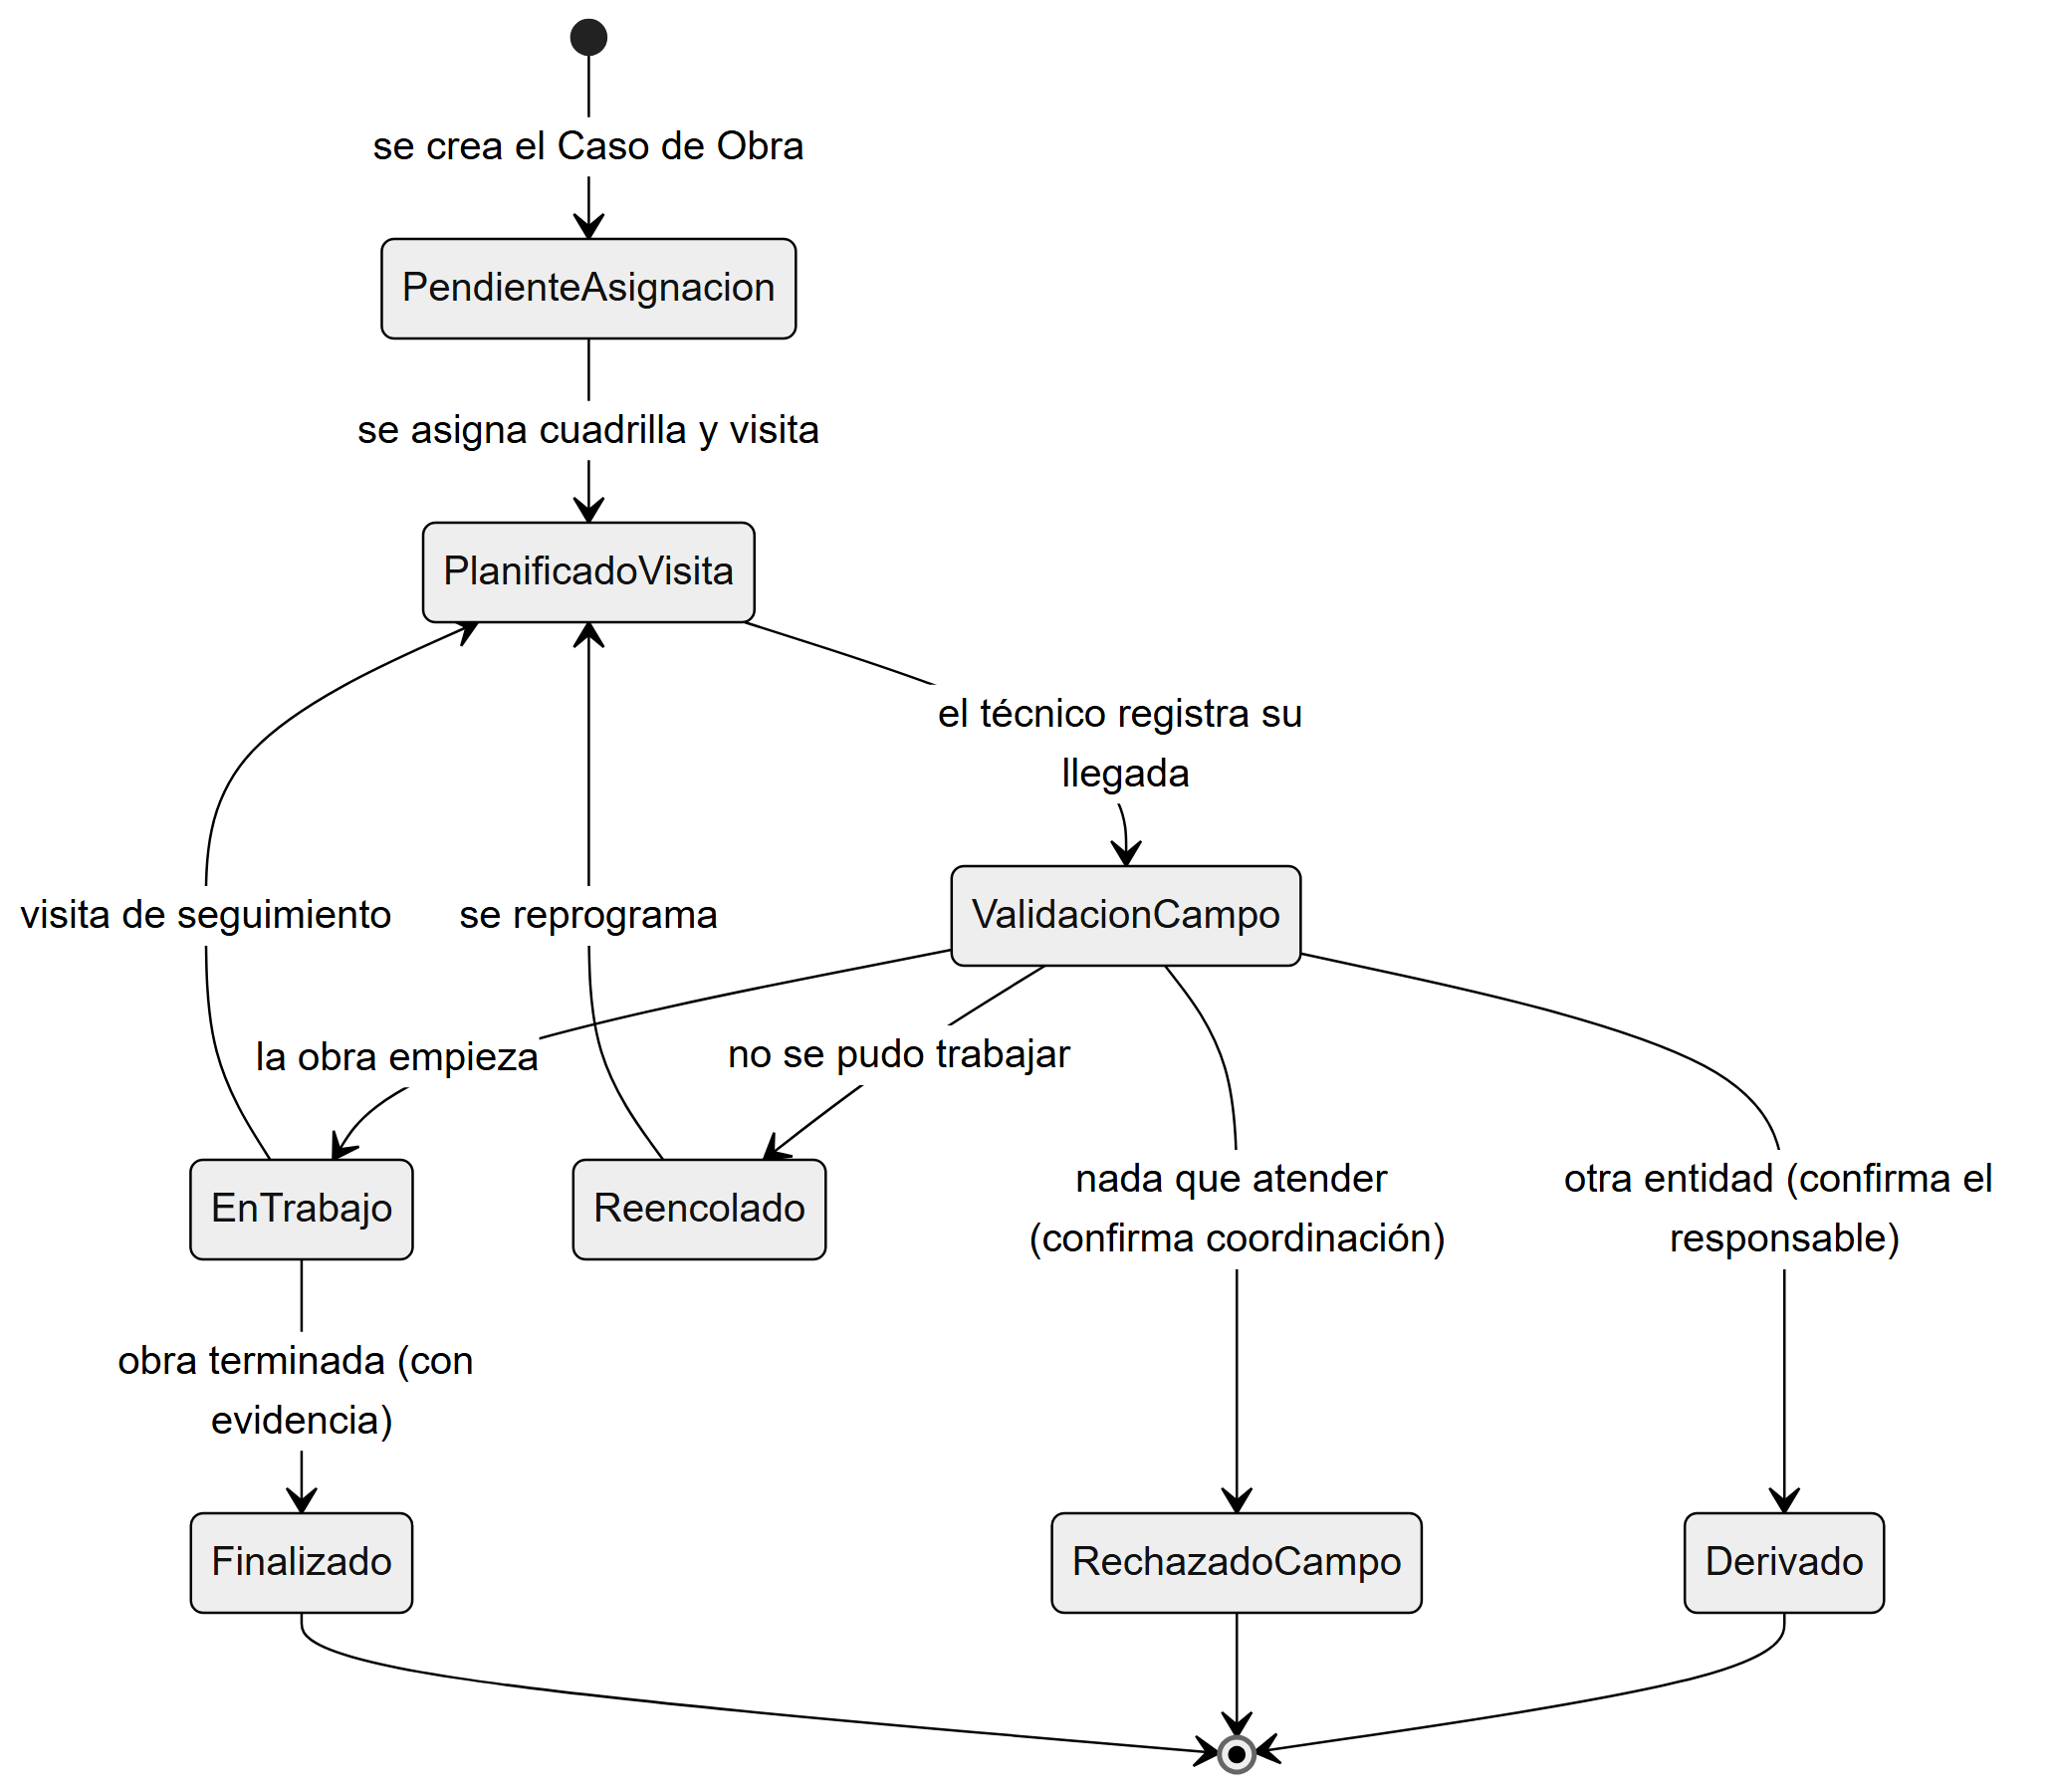 se crea el Caso de Obra
PendienteAsignacion
se asigna cuadrilla y visita
PlanificadoVisita
el técnico registra su
llegada
visita de seguimiento
se reprograma
ValidacionCampo
la obra empieza
no se pudo trabajar
nada que atender
(confirma coordinación)
otra entidad (confirma el
responsable)
EnTrabajo
Reencolado
obra terminada (con
evidencia)
Finalizado
RechazadoCampo
Derivado